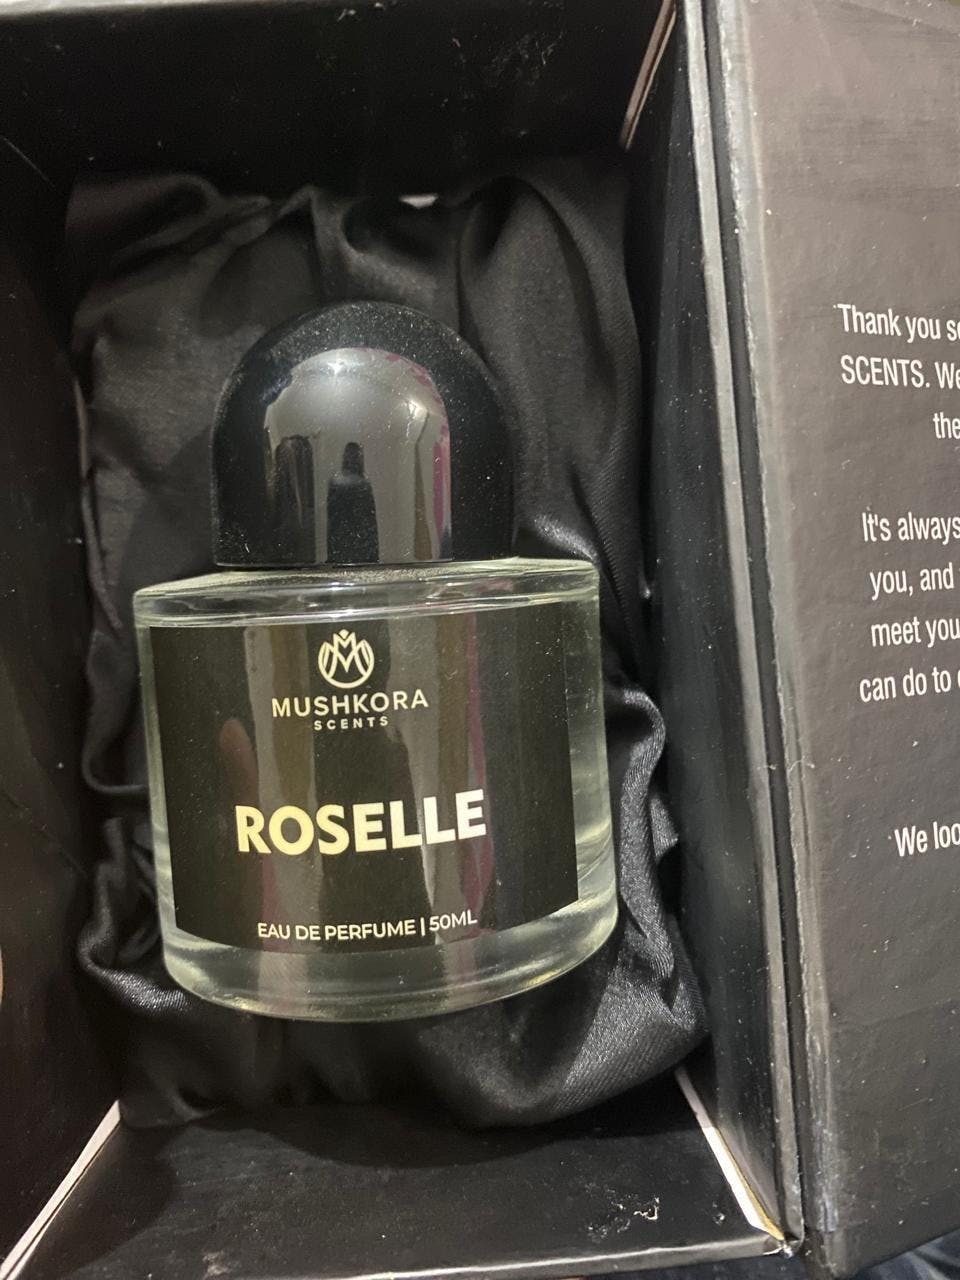 MUSHKORA
SCENTS
ROSELLE
EAU DE PERFUME | 50ML
Thank you
SCENTS. We
the
It's always
you, and
meet you
can do to
We